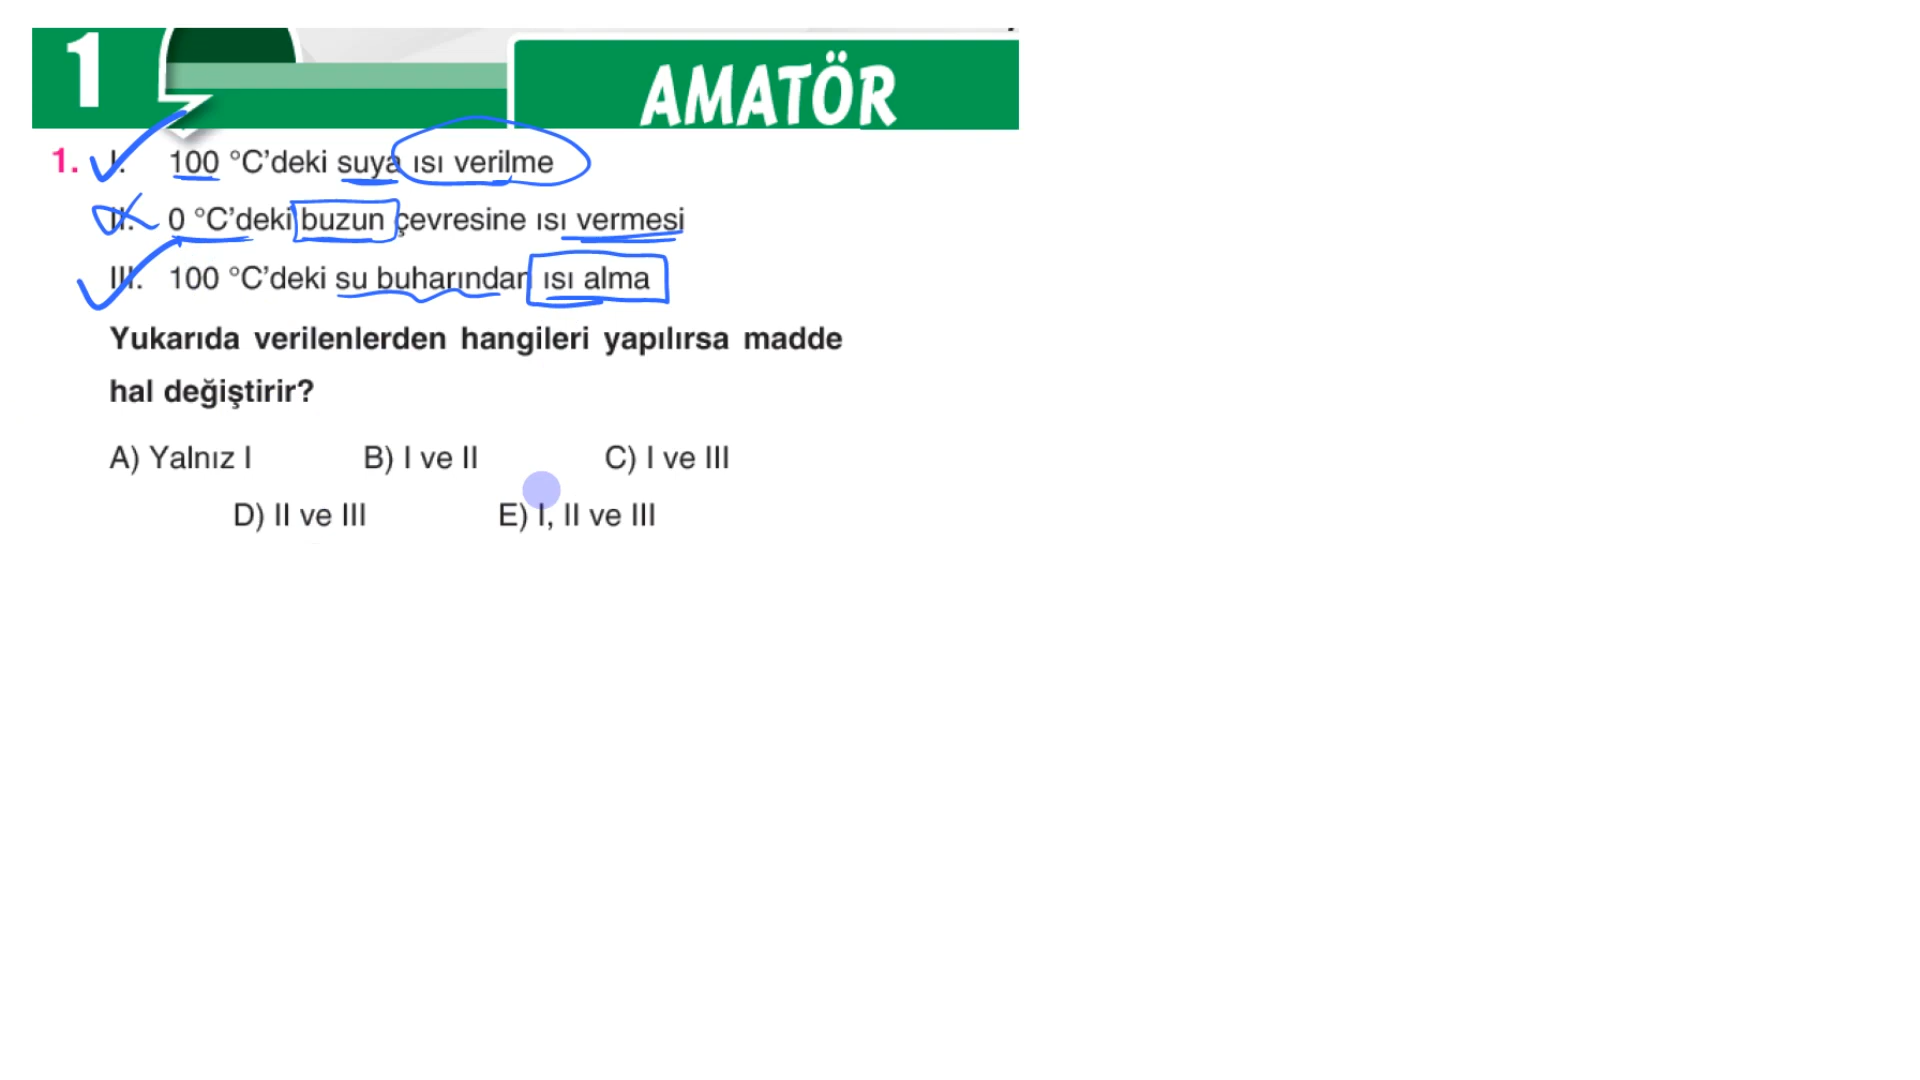 1
AMATÖR
1. I. 100 °C'deki suya ısı verilme
II. 0 °C'deki buzun çevresine ısı vermesi
III. 100 °C'deki su buharından ısı alma
Yukarıda verilenlerden hangileri yapılırsa madde
hal değiştirir?
A) Yalnız I B) I ve II C) I ve III
D) II ve III E) I, II ve III